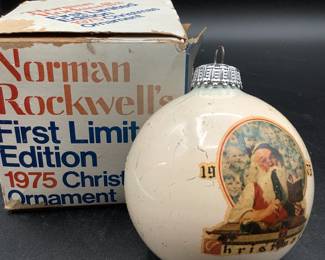 Norman
Rockwell's
First Limit
Edition
1975 Christ
Ornament
19
Christmas